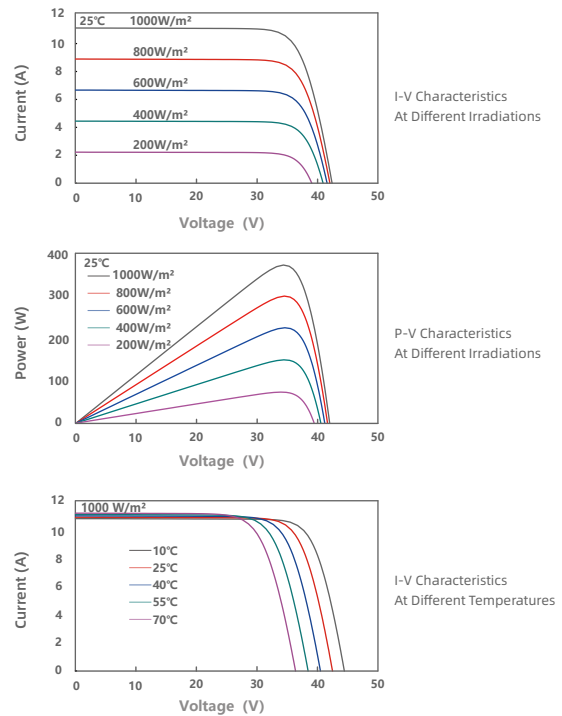 25℃ 1000W/m²
800W/m²
600W/m²
400W/m²
200W/m²
12
10
8
6
4
2
0
Current (A)
0 10 20 30 40 50
Voltage (V)
I-V Characteristics
At Different Irradiations
25℃
1000W/m²
800W/m²
600W/m²
400W/m²
200W/m²
400
300
200
100
0
Power (W)
0 10 20 30 40 50
Voltage (V)
P-V Characteristics
At Different Irradiations
1000 W/m²
10℃
25℃
40℃
55℃
70℃
12
10
8
6
4
2
0
Current (A)
0 10 20 30 40 50
Voltage (V)
I-V Characteristics
At Different Temperatures